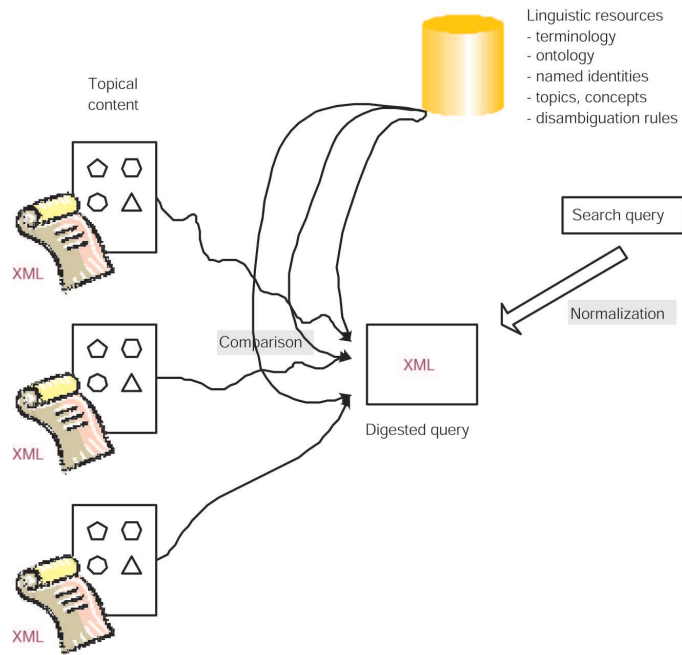 Linguistic resources
- terminology
- ontology
- named identities
- topics, concepts
- disambiguation rules
Topical
content
Search query
XML
Normalization
Comparison
XML
Digested query
XML
XML